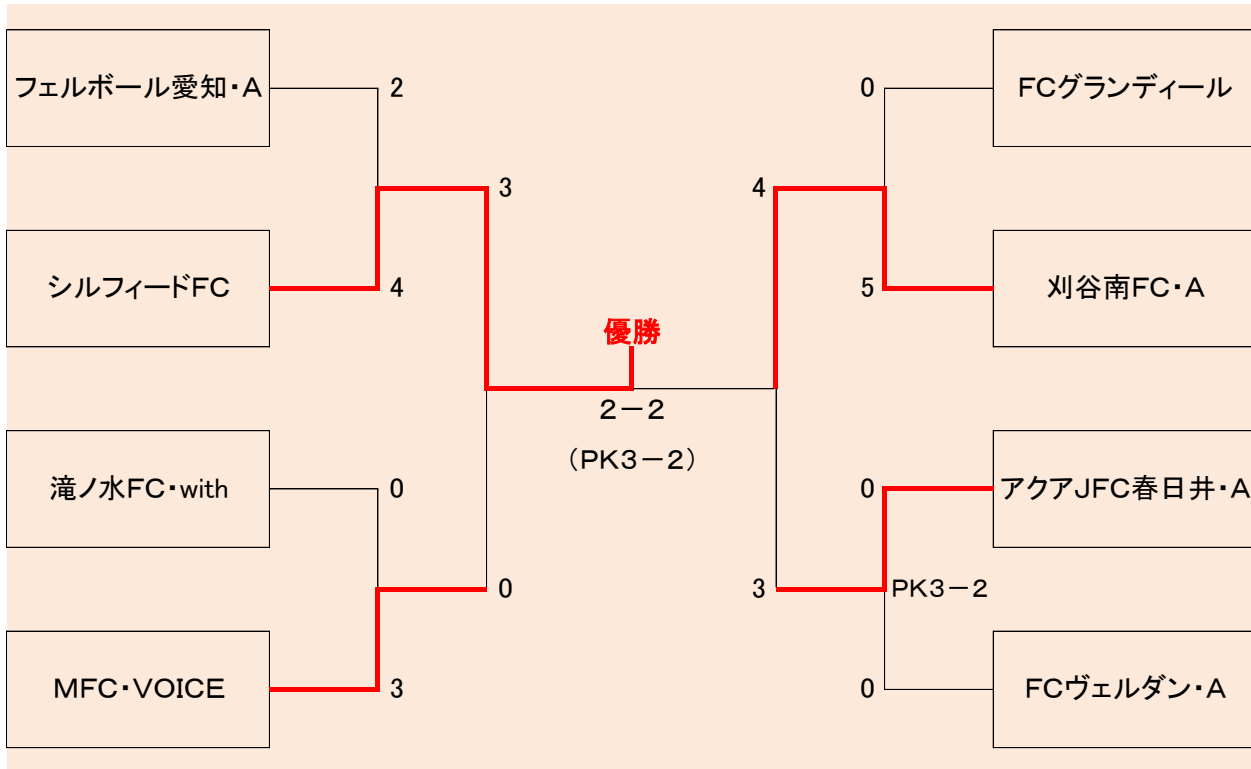 フェルボール愛知・A
2
0
FCグランディール
3
4
シルフィードFC
4
5
刈谷南FC・A
優勝
2－2
（PK3－2）
滝ノ水FC・with
0
0
アクアJFC春日井・A
0
3
PK3－2
MFC・VOICE
3
0
FCヴェルダン・A